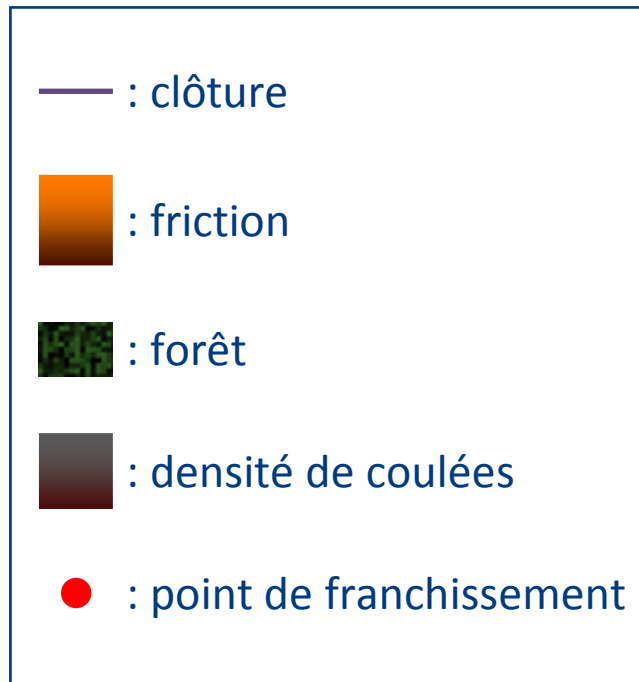 : clôture
: friction
: forêt
: densité de coulées
: point de franchissement